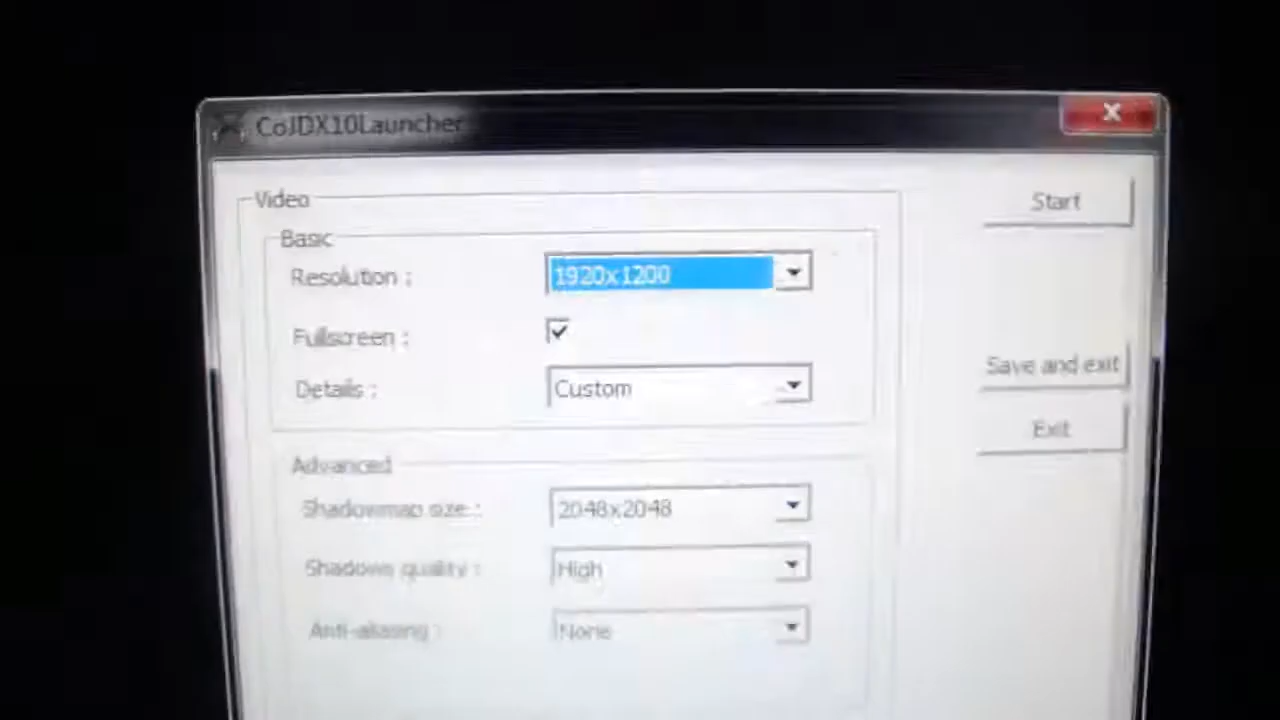 CoJDX10Launcher
Video
Basic
Resolution : 1920x1200
Fullscreen :
Details : Custom
Advanced
Shadowmap size : 2048x2048
Shadows quality : High
Anti-aliasing : None
Start
Save and exit
Exit